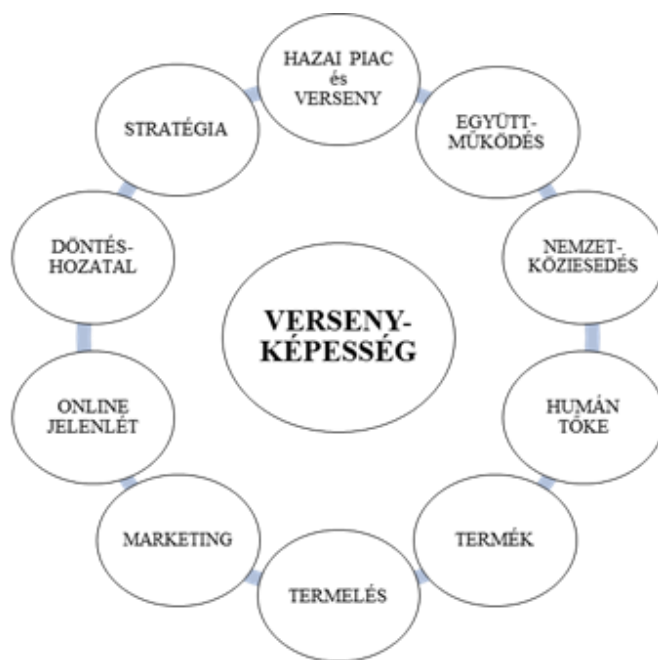 HAZAI PIAC
és
VERSENY
EGYÜTT-
MŰKÖDÉS
NEMZET-
KÖZIESEDÉS
HUMÁN
TŐKE
TERMÉK
TERMELÉS
MARKETING
ONLINE
JELENLÉT
DÖNTÉS-
HOZATAL
STRATÉGIA
VERSENY-
KÉPESSÉG